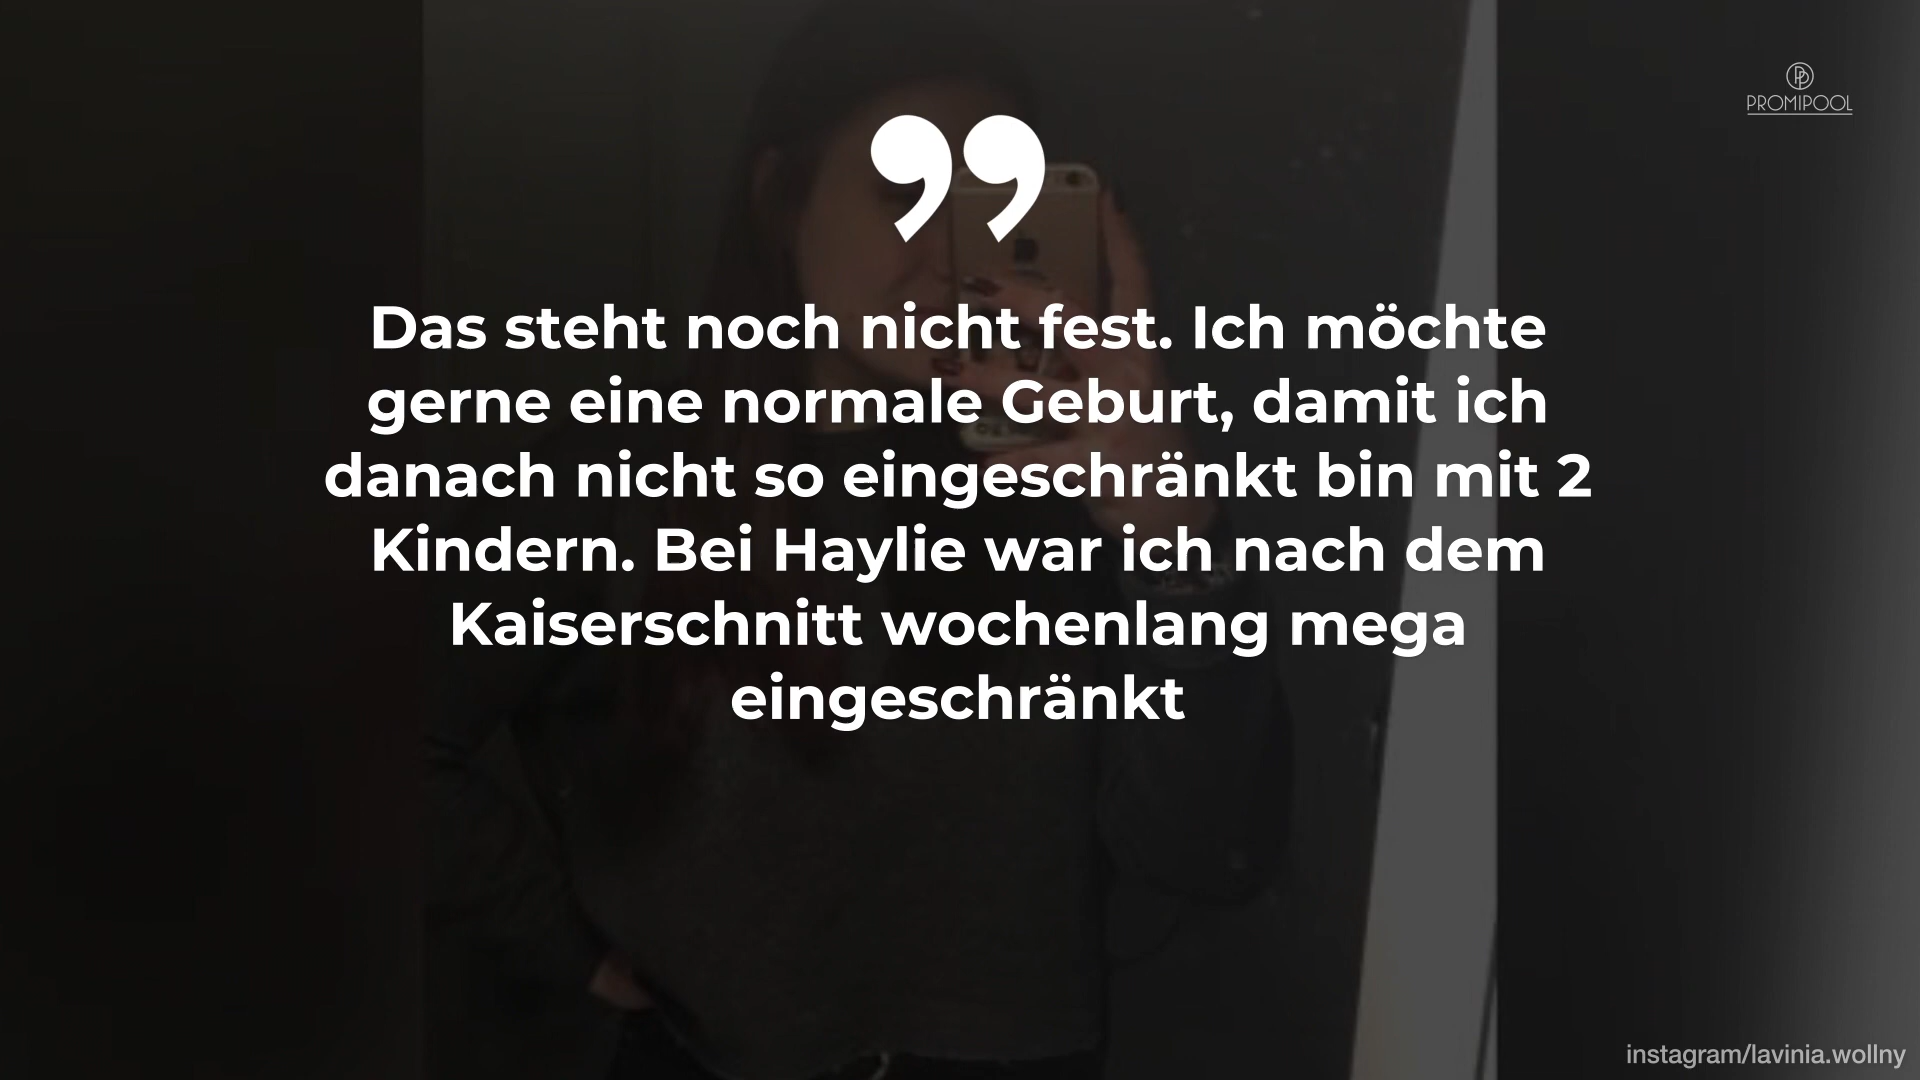 PROMIPOOL
”
Das steht noch nicht fest. Ich möchte
gerne eine normale Geburt, damit ich
danach nicht so eingeschränkt bin mit 2
Kindern. Bei Haylie war ich nach dem
Kaiserschnitt wochenlang mega
eingeschränkt
instagram/lavinia.wollny